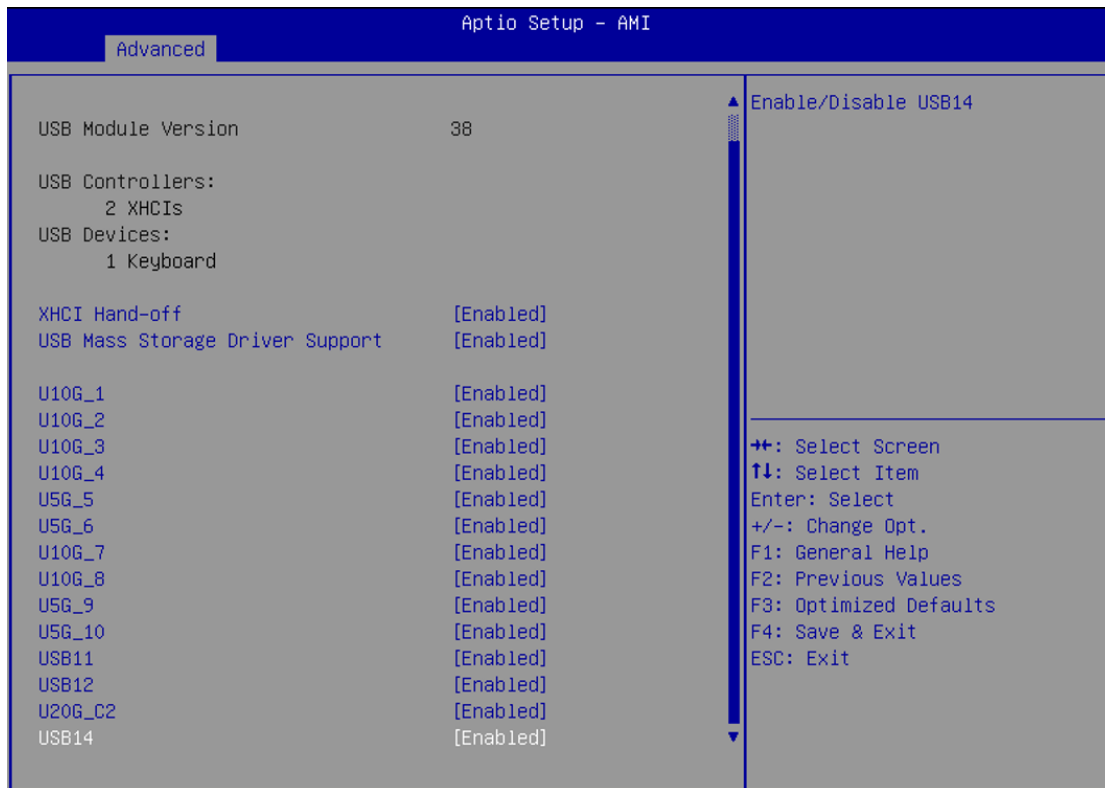 Aptio Setup – AMI
Advanced
USB Module Version 38
USB Controllers:
2 XHCIs
USB Devices:
1 Keyboard
XHCI Hand-off [Enabled]
USB Mass Storage Driver Support [Enabled]
U10G_1 [Enabled]
U10G_2 [Enabled]
U10G_3 [Enabled]
U10G_4 [Enabled]
U5G_5 [Enabled]
U5G_6 [Enabled]
U10G_7 [Enabled]
U10G_8 [Enabled]
U5G_9 [Enabled]
U5G_10 [Enabled]
USB11 [Enabled]
USB12 [Enabled]
U20G_C2 [Enabled]
USB14 [Enabled]
Enable/Disable USB14
→←: Select Screen
↑↓: Select Item
Enter: Select
+/-: Change Opt.
F1: General Help
F2: Previous Values
F3: Optimized Defaults
F4: Save & Exit
ESC: Exit